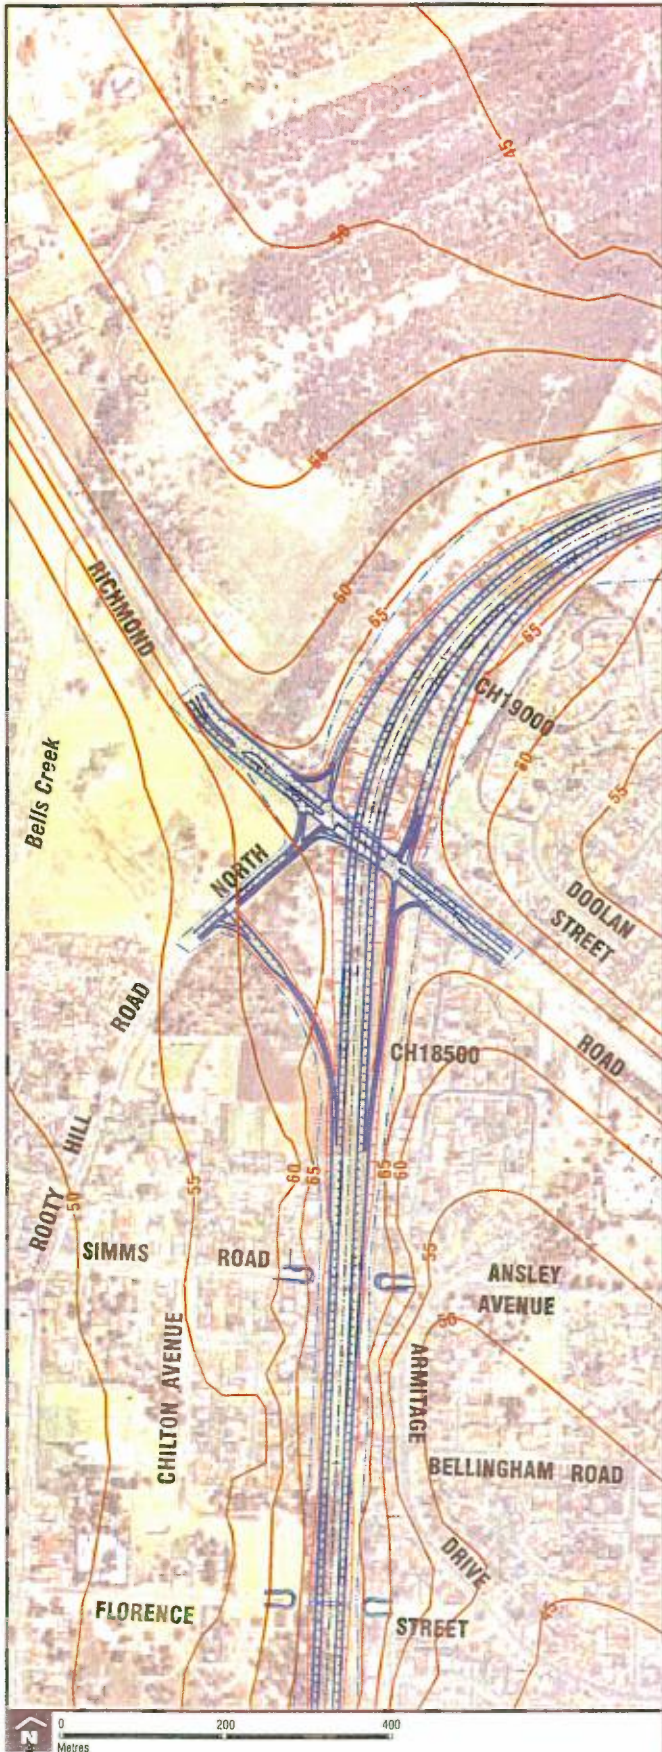 45
50
55
60
65
RICHMOND
65
CH19000
60
55
Bells Creek
NORTH
DOOLAN
STREET
ROAD
CH18500
ROAD
HILL
ROOTY
50
55
60
65
65
60
55
SIMMS
ROAD
ANSLEY
AVENUE
50
CHILTON AVENUE
ARMITAGE
BELLINGHAM ROAD
DRIVE
FLORENCE
STREET
45
N
0
200
400
Metres